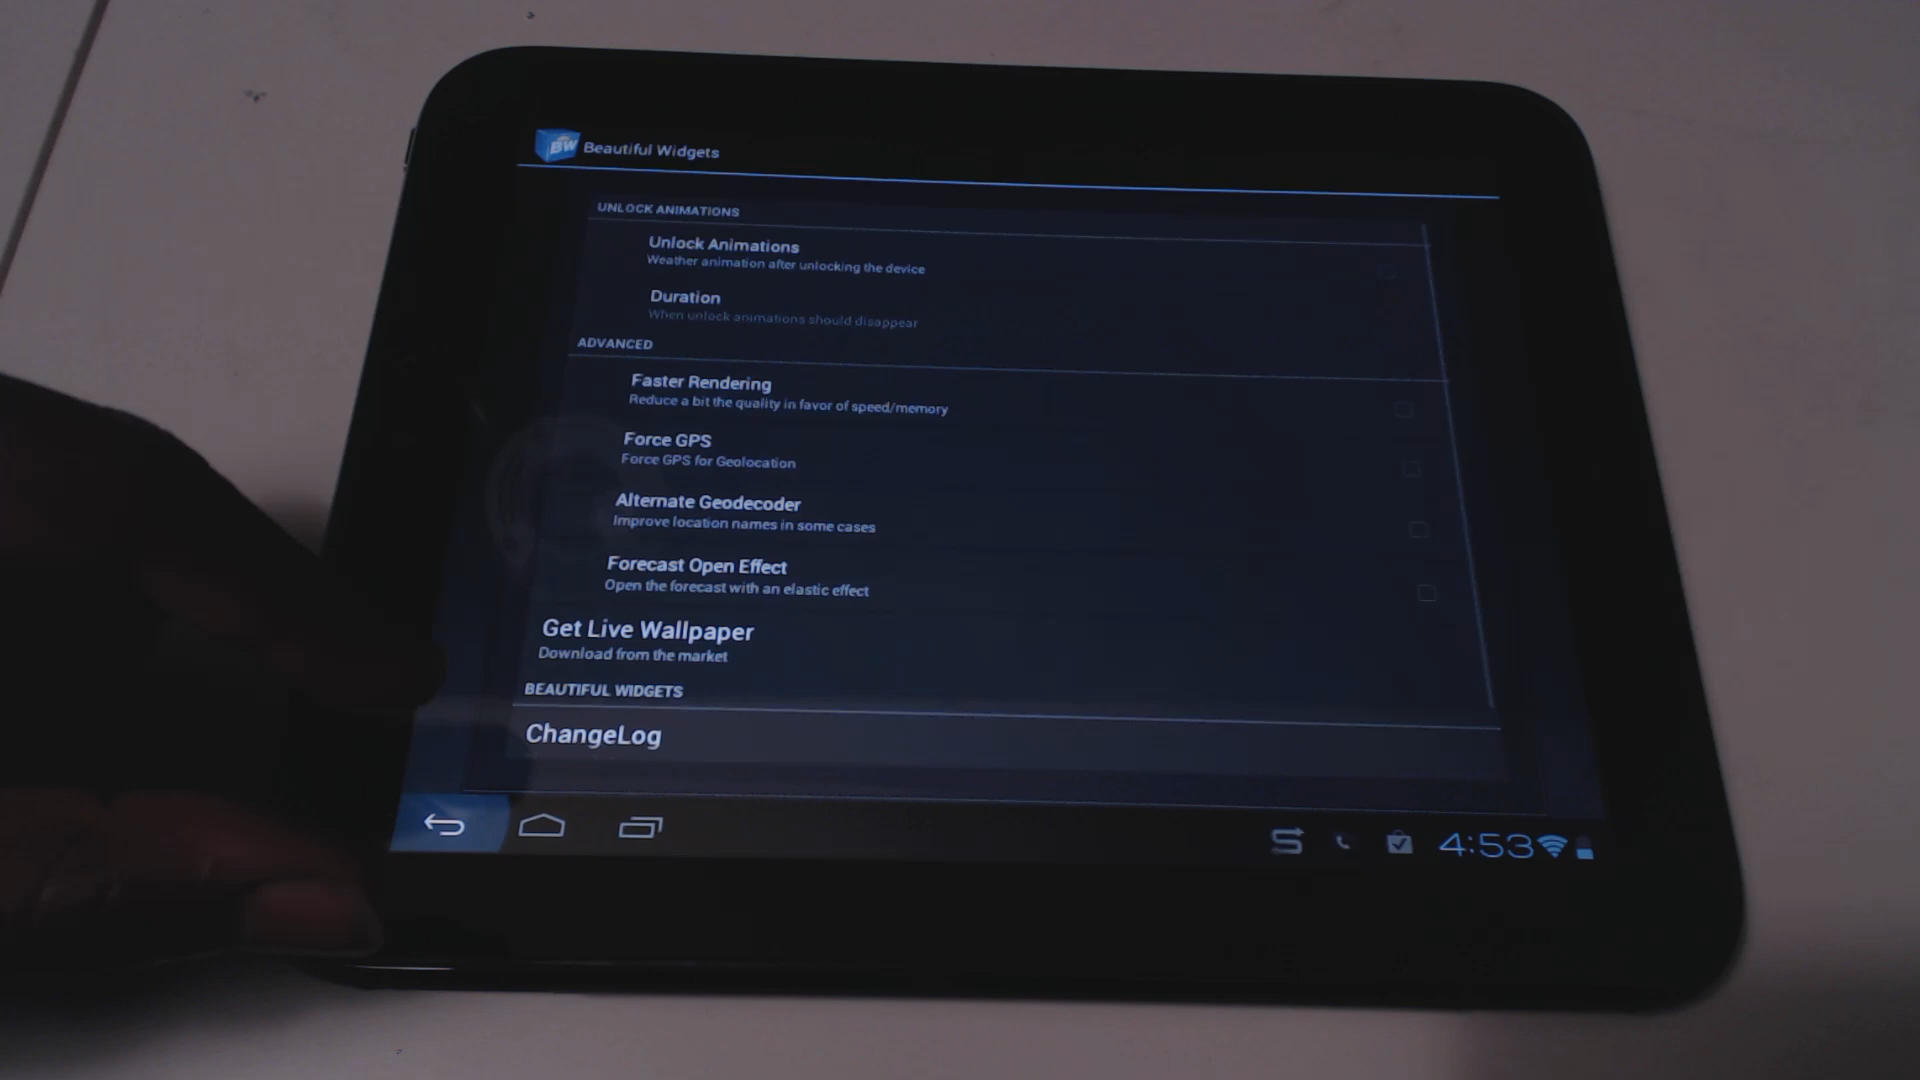 BW Beautiful Widgets
UNLOCK ANIMATIONS
Unlock Animations
Weather animation after unlocking the device
Duration
When unlock animations should disappear
ADVANCED
Faster Rendering
Reduce a bit the quality in favor of speed/memory
Force GPS
Force GPS for Geolocation
Alternate Geodecoder
Improve location names in some cases
Forecast Open Effect
Open the forecast with an elastic effect
Get Live Wallpaper
Download from the market
BEAUTIFUL WIDGETS
ChangeLog
4:53